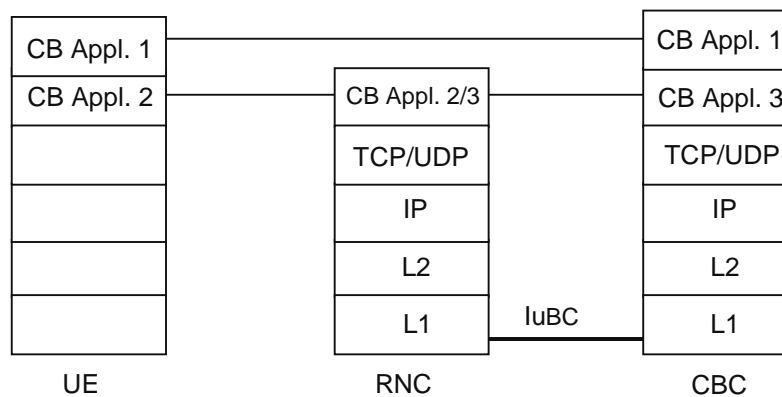 CB Appl. 1
CB Appl. 1
CB Appl. 2
CB Appl. 2/3
CB Appl. 3
TCP/UDP
TCP/UDP
IP
IP
L2
L2
L1
IuBC
L1
UE
RNC
CBC